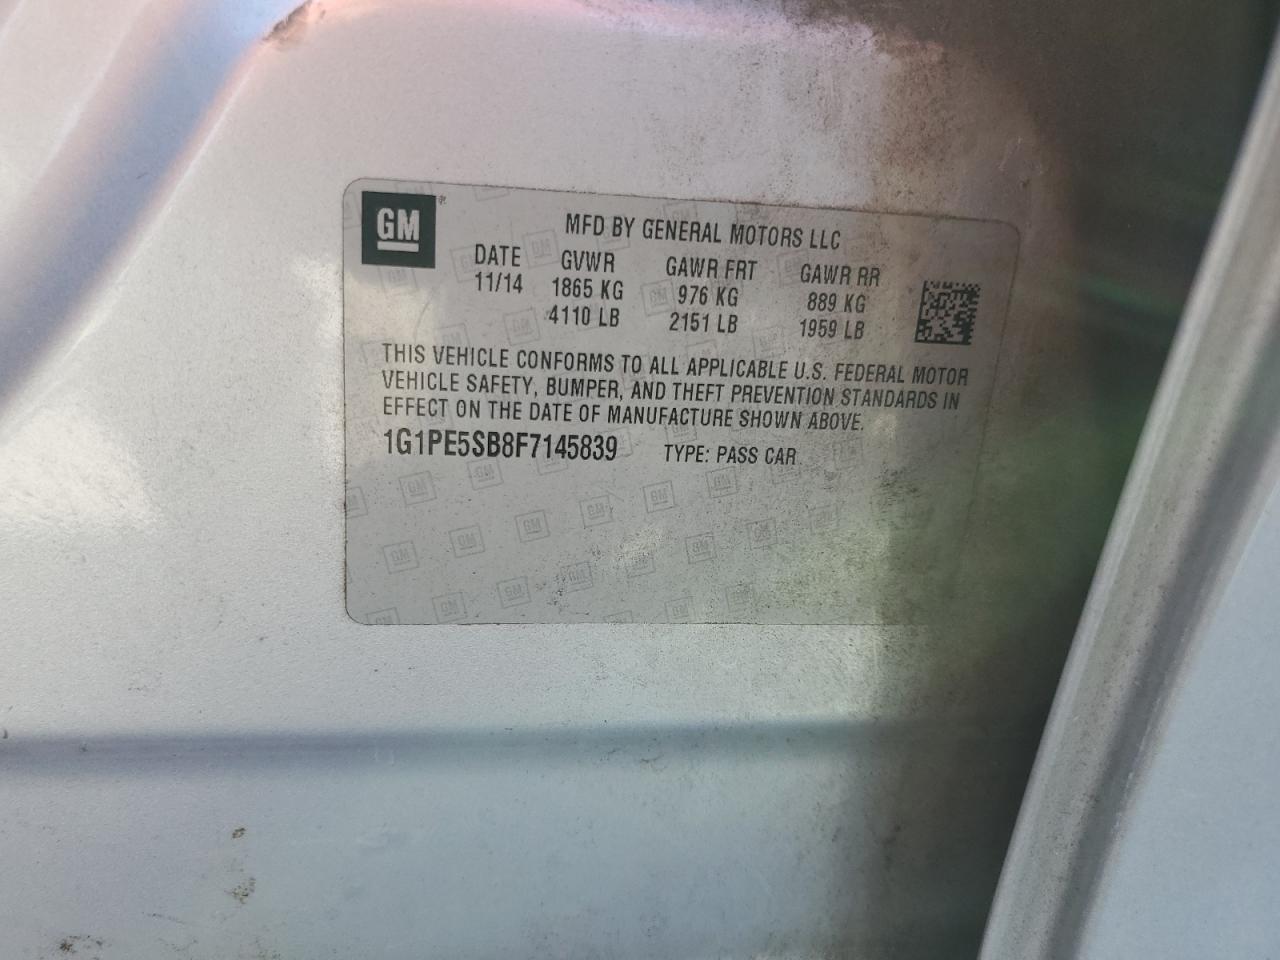 GM
MFD BY GENERAL MOTORS LLC
DATE GVWR GAWR FRT GAWR RR
11/14 1865 KG 976 KG 889 KG
4110 LB 2151 LB 1959 LB
THIS VEHICLE CONFORMS TO ALL APPLICABLE U.S. FEDERAL MOTOR
VEHICLE SAFETY, BUMPER, AND THEFT PREVENTION STANDARDS IN
EFFECT ON THE DATE OF MANUFACTURE SHOWN ABOVE.
1G1PE5SB8F7145839 TYPE: PASS CAR